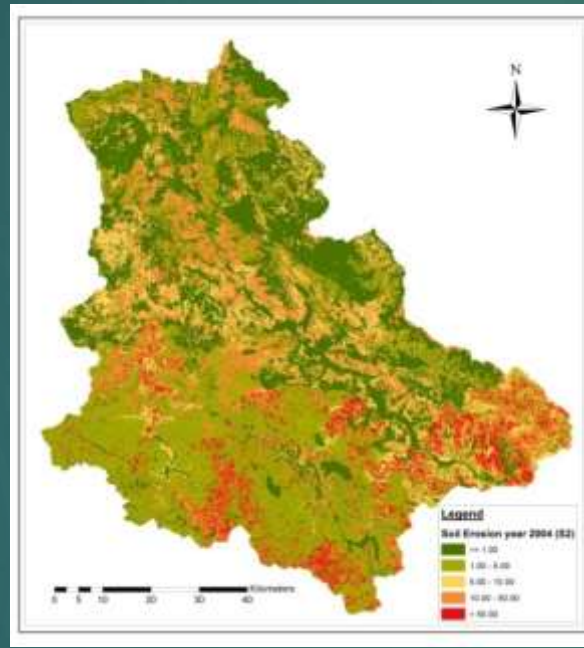 N
Legend
Soil Erosion year 2004 (S2)
<= 1.00
1.00 - 5.00
5.00 - 10.00
10.00 - 50.00
> 50.00
Kilometers
0 5 10 20 30 40